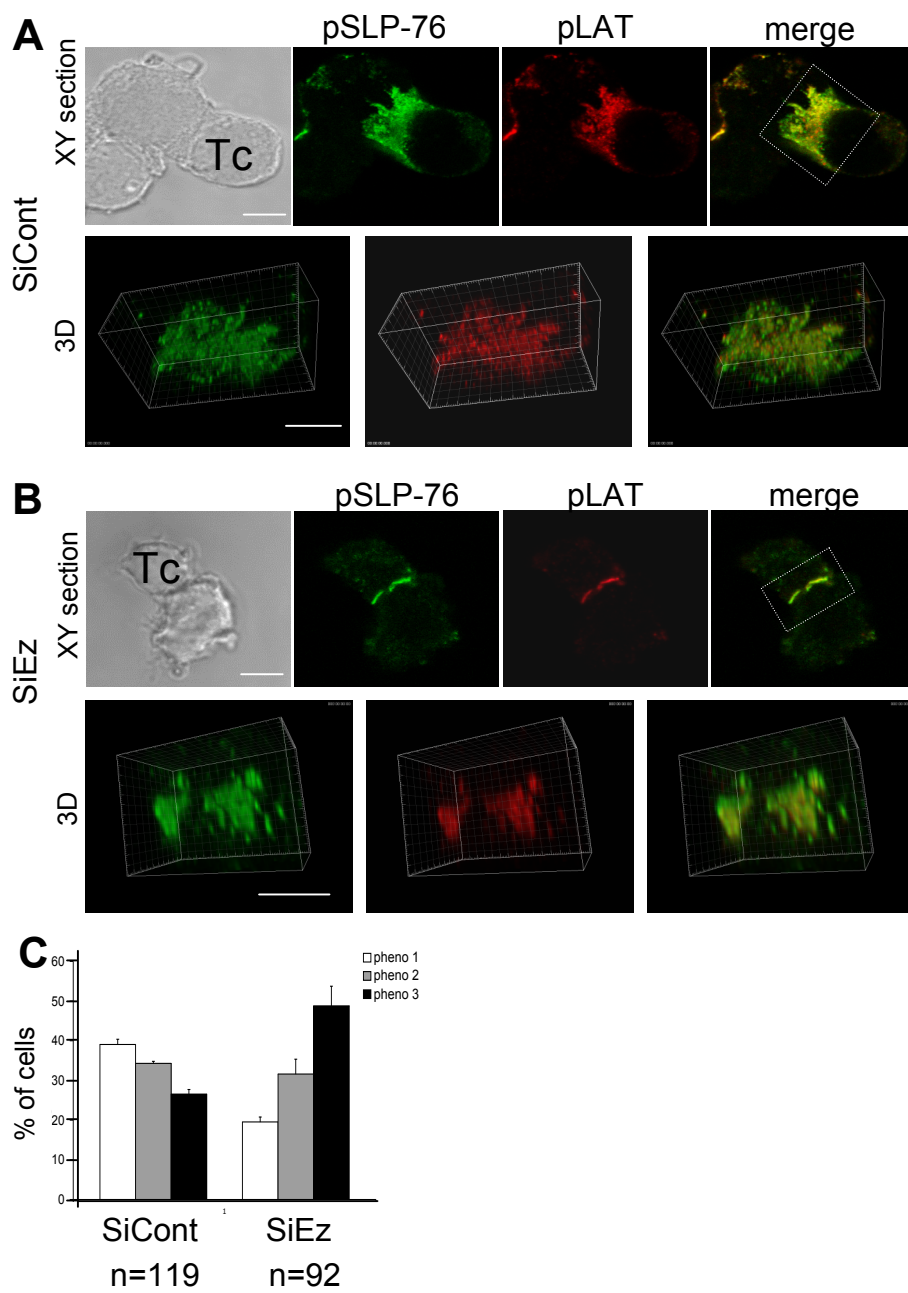 A
pSLP-76 pLAT merge
XY section
Tc
SiCont
3D
B
pSLP-76 pLAT merge
XY section
Tc
SiEz
3D
C
% of cells
60
50
40
30
20
10
0
pheno 1
pheno 2
pheno 3
1
SiCont SiEz
n=119 n=92